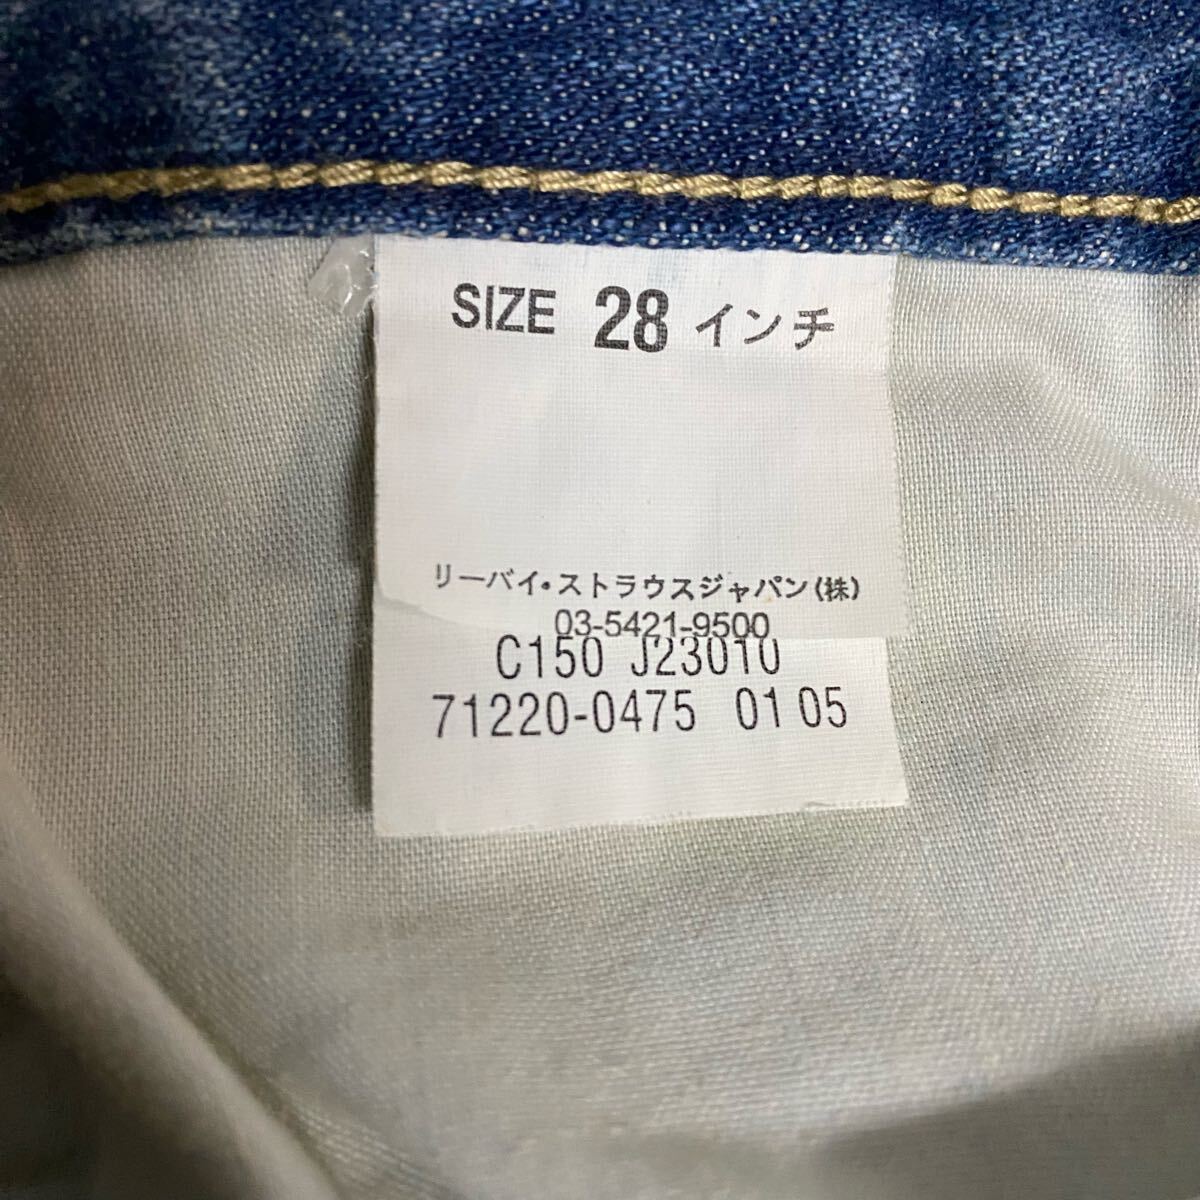 SIZE 28 インチ
リーバイ・ストラウスジャパン(株)
03-5421-9500
C150 J23010
71220-0475 01 05